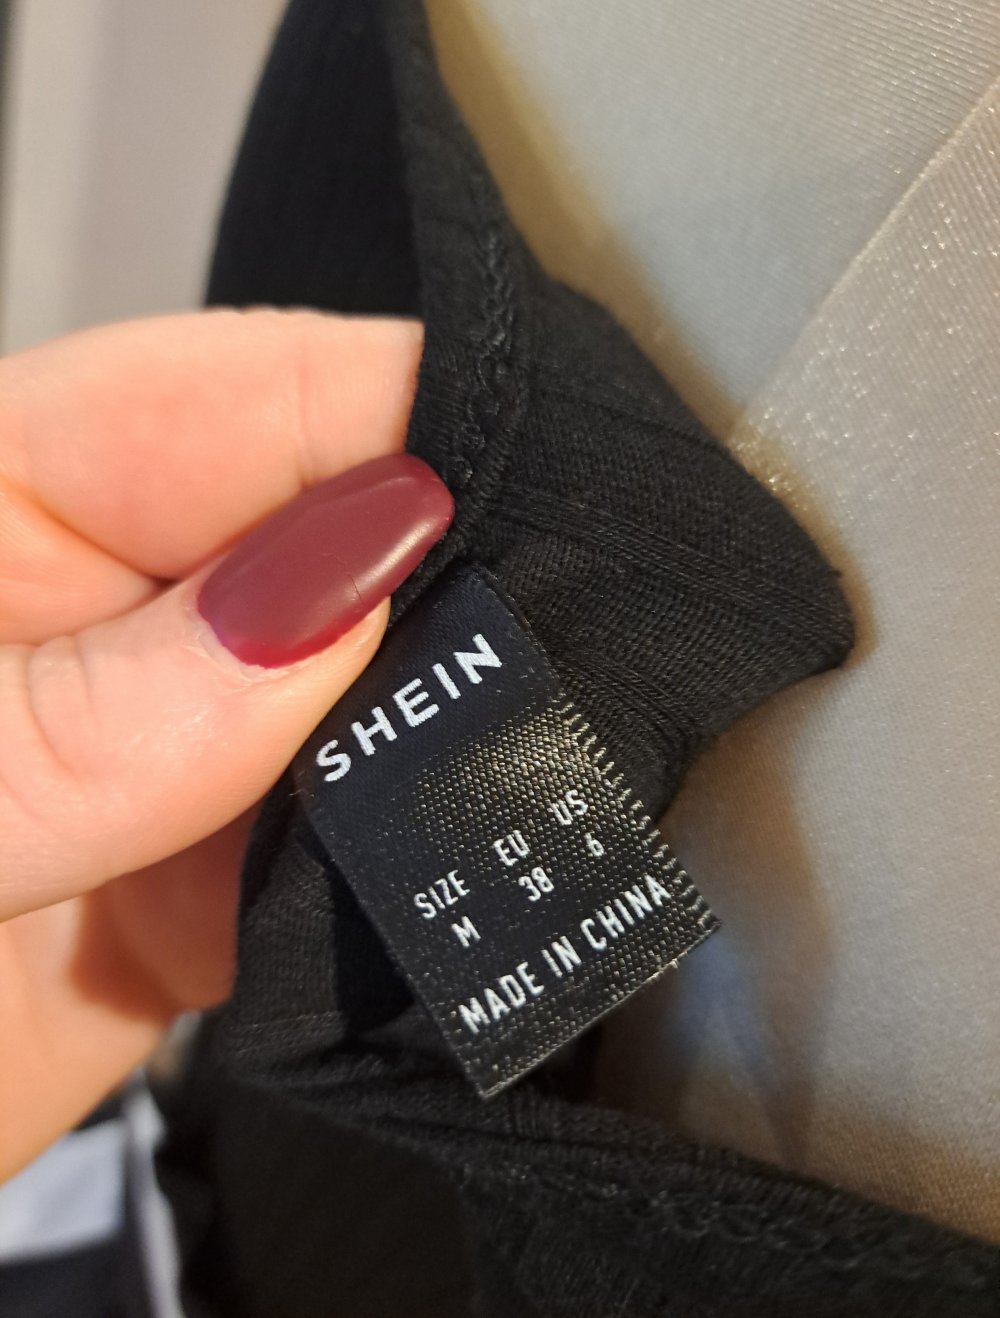 SHEIN
SIZE EU US
M 38 6
MADE IN CHINA